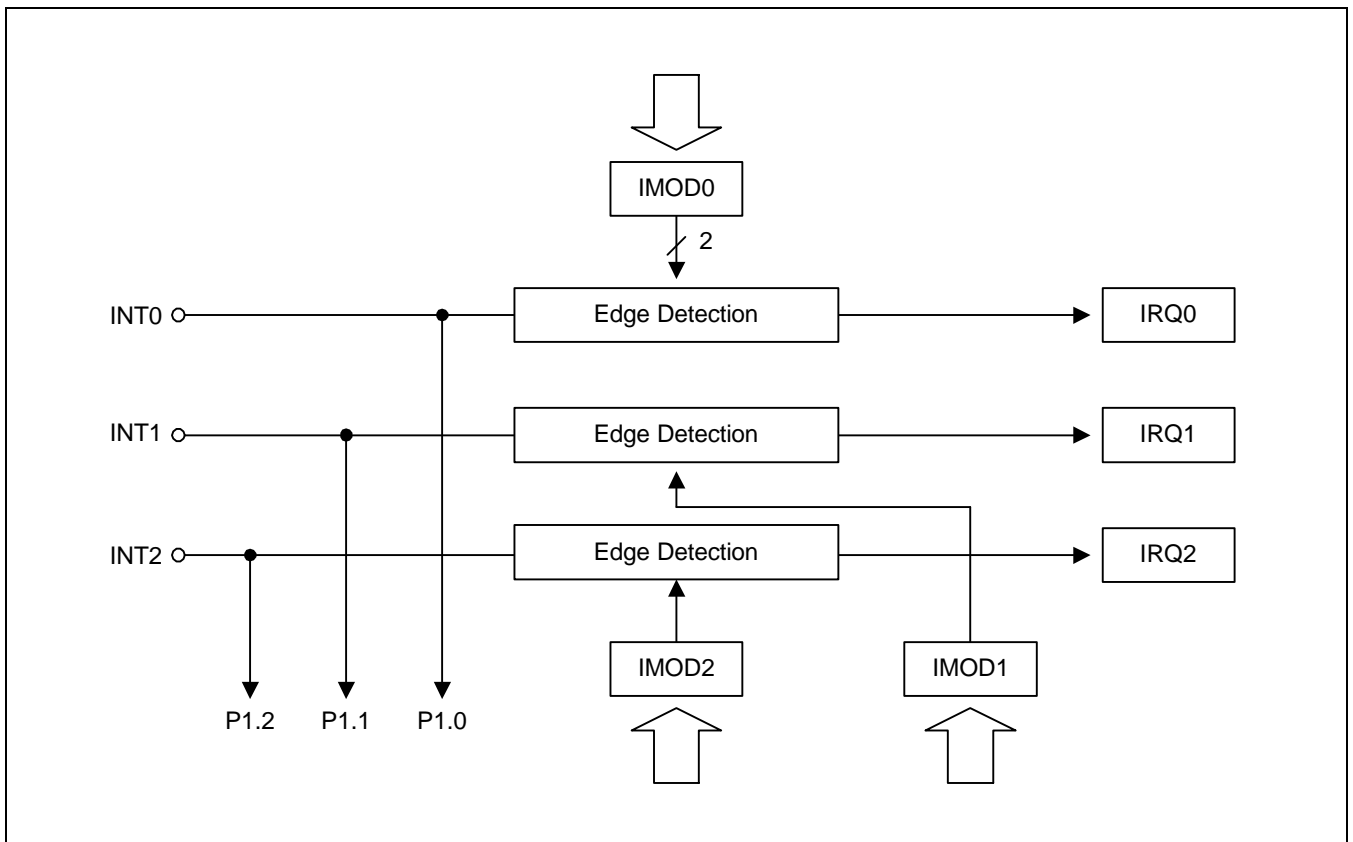 IMOD0
2
INT0
Edge Detection
IRQ0
INT1
Edge Detection
IRQ1
INT2
Edge Detection
IRQ2
IMOD2
IMOD1
P1.2
P1.1
P1.0